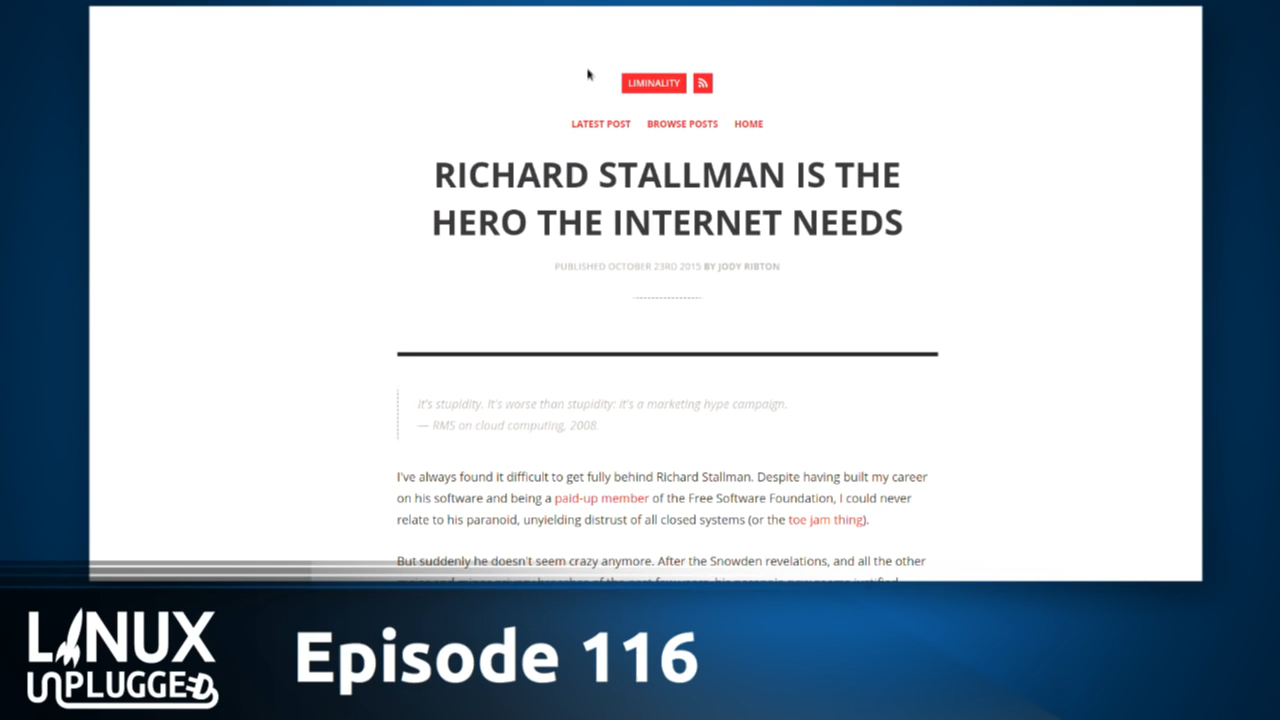 LIMINALITY
LATEST POST BROWSE POSTS HOME
RICHARD STALLMAN IS THE
HERO THE INTERNET NEEDS
PUBLISHED OCTOBER 23RD 2015 BY JODY RIBTON
It's stupidity. It's worse than stupidity: it's a marketing hype campaign.
— RMS on cloud computing, 2008.
I've always found it difficult to get fully behind Richard Stallman. Despite having built my career
on his software and being a paid-up member of the Free Software Foundation, I could never
relate to his paranoid, unyielding distrust of all closed systems (or the toe jam thing).
But suddenly he doesn't seem crazy anymore. After the Snowden revelations, and all the other
LINUX
UNPLUGGED
Episode 116